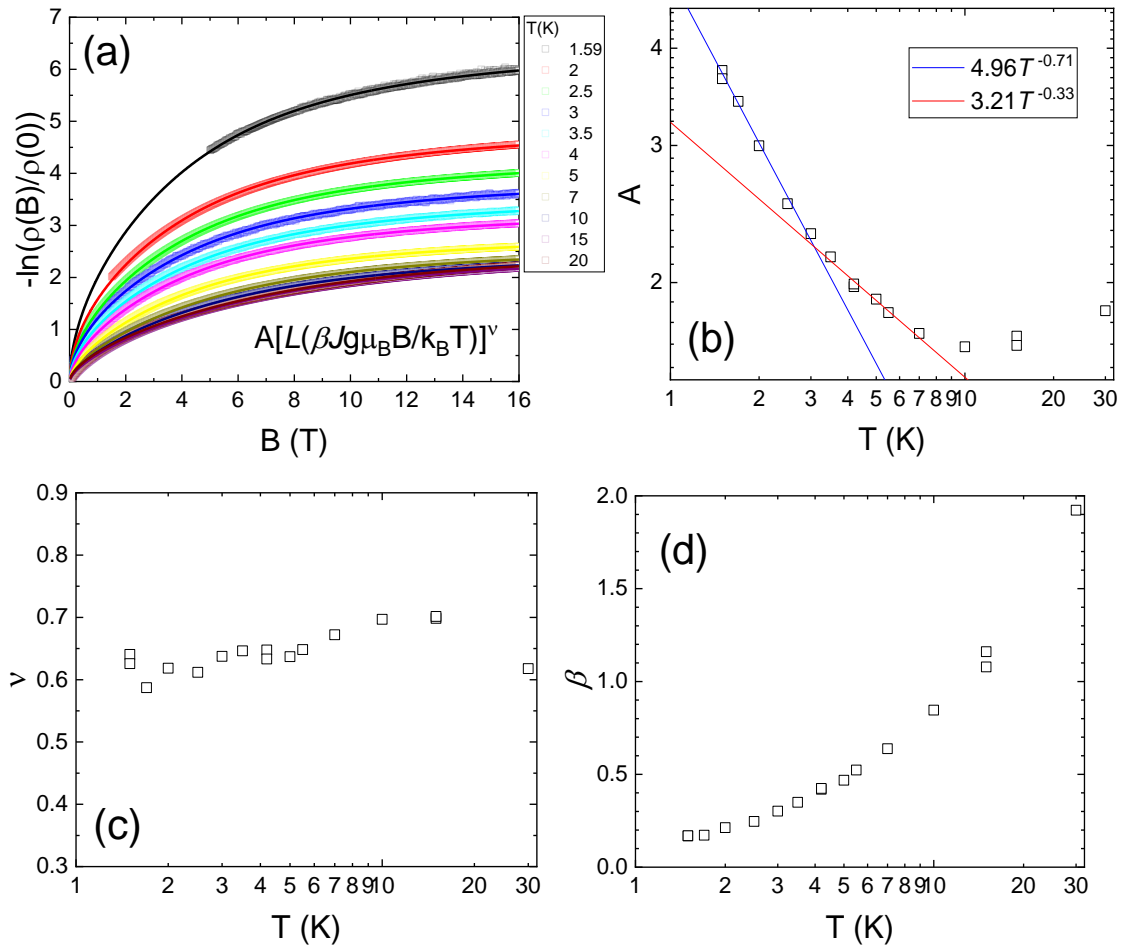 (a)
7
6
5
4
3
2
1
0
-ln(ρ(B)/ρ(0))
A[L(βJgμ_BB/k_BT)]^ν
0 2 4 6 8 10 12 14 16
B (T)
T(K)
1.59
2
2.5
3
3.5
4
5
7
10
15
20
(b)
4
3
2
A
4.96T^-0.71
3.21T^-0.33
1 2 3 4 5 6 7 8 9 10 20 30
T (K)
(c)
0.9
0.8
0.7
0.6
0.5
0.4
0.3
ν
1 2 3 4 5 6 7 8 9 10 20 30
T (K)
(d)
2.0
1.5
1.0
0.5
0.0
β
1 2 3 4 5 6 7 8 9 10 20 30
T (K)